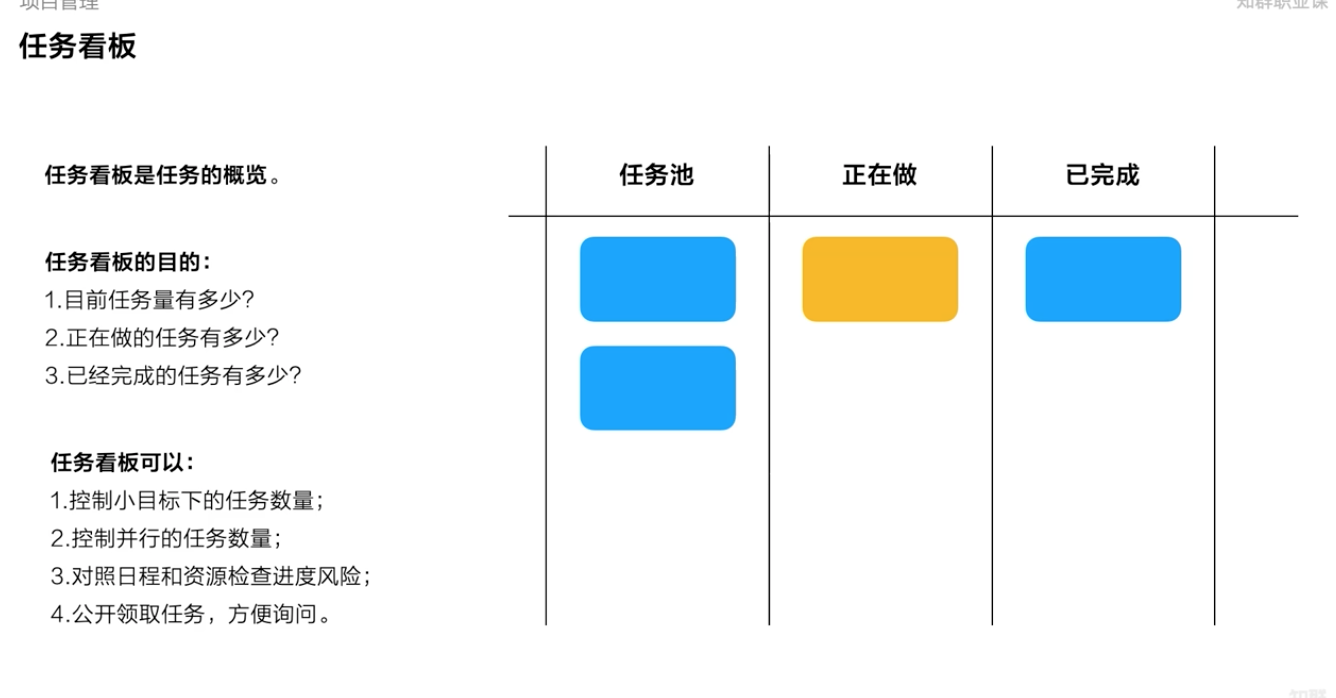 项目管理
知群职业课
任务看板
任务看板是任务的概览。
任务池
正在做
已完成
任务看板的目的：
1.目前任务量有多少？
2.正在做的任务有多少？
3.已经完成的任务有多少？
任务看板可以：
1.控制小目标下的任务数量；
2.控制并行的任务数量；
3.对照日程和资源检查进度风险；
4.公开领取任务，方便询问。
知群